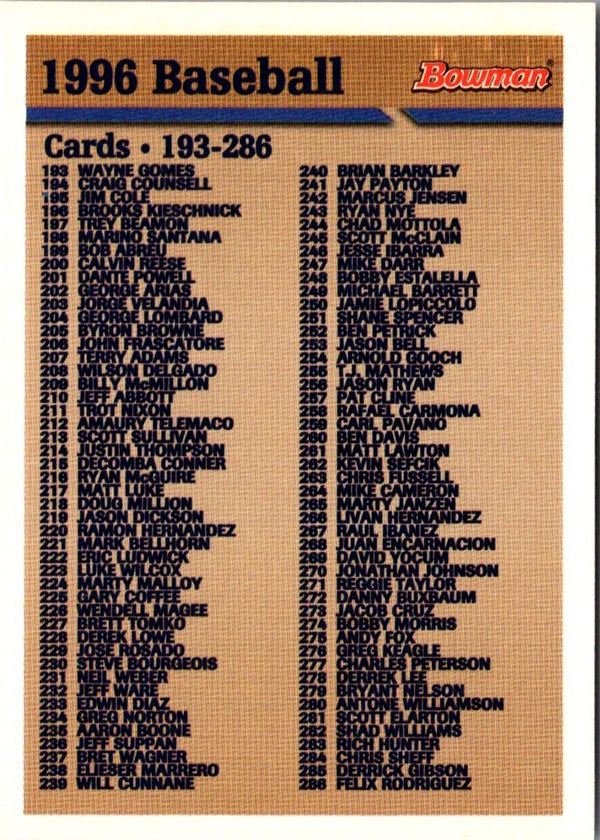 1996 Baseball
Bowman®
Cards • 193-286
193 WAYNE GOMES
194 CRAIG COUNSELL
195 JIM COLE
196 BROOKS KIESCHNICK
197 TREY BEAMON
198 MARINO SANTANA
199 BOB ABREU
200 CALVIN REESE
201 DANTE POWELL
202 GEORGE ARIAS
203 JORGE VELANDIA
204 GEORGE LOMBARD
205 BYRON BROWNE
206 JOHN FRASCATORE
207 TERRY ADAMS
208 WILSON DELGADO
209 BILLY McMILLON
210 JEFF ABBOTT
211 TROT NIXON
212 AMAURY TELEMACO
213 SCOTT SULLIVAN
214 JUSTIN THOMPSON
215 DECOMBA CONNER
216 RYAN McGUIRE
217 MATT LUKE
218 DOUG MILLION
219 JASON DICKSON
220 RAMON HERNANDEZ
221 MARK BELLHORN
222 ERIC LUDWICK
223 LUKE WILCOX
224 MARTY MALLOY
225 GARY COFFEE
226 WENDELL MAGEE
227 BRETT TOMKO
228 DEREK LOWE
229 JOSE ROSADO
230 STEVE BOURGEOIS
231 NEIL WEBER
232 JEFF WARE
233 EDWIN DIAZ
234 GREG NORTON
235 AARON BOONE
236 JEFF SUPPAN
237 BRET WAGNER
238 ELIESER MARRERO
239 WILL CUNNANE
240 BRIAN BARKLEY
241 JAY PAYTON
242 MARCUS JENSEN
243 RYAN NYE
244 CHAD MOTTOLA
245 SCOTT McCLAIN
246 JESSE IBARRA
247 MIKE DARR
248 BOBBY ESTALELLA
249 MICHAEL BARRETT
250 JAMIE LOPICCOLO
251 SHANE SPENCER
252 BEN PETRICK
253 JASON BELL
254 ARNOLD GOOCH
255 T.J. MATHEWS
256 JASON RYAN
257 PAT CLINE
258 RAFAEL CARMONA
259 CARL PAVANO
260 BEN DAVIS
261 MATT LAWTON
262 KEVIN SEFCIK
263 CHRIS FUSSELL
264 MIKE CAMERON
265 MARTY JANZEN
266 LIVAN HERNANDEZ
267 RAUL IBANEZ
268 JUAN ENCARNACION
269 DAVID YOCUM
270 JONATHAN JOHNSON
271 REGGIE TAYLOR
272 DANNY BUXBAUM
273 JACOB CRUZ
274 BOBBY MORRIS
275 ANDY FOX
276 GREG KEAGLE
277 CHARLES PETERSON
278 DERREK LEE
279 BRYANT NELSON
280 ANTONE WILLIAMSON
281 SCOTT ELARTON
282 SHAD WILLIAMS
283 RICH HUNTER
284 CHRIS SHEFF
285 DERRICK GIBSON
286 FELIX RODRIGUEZ